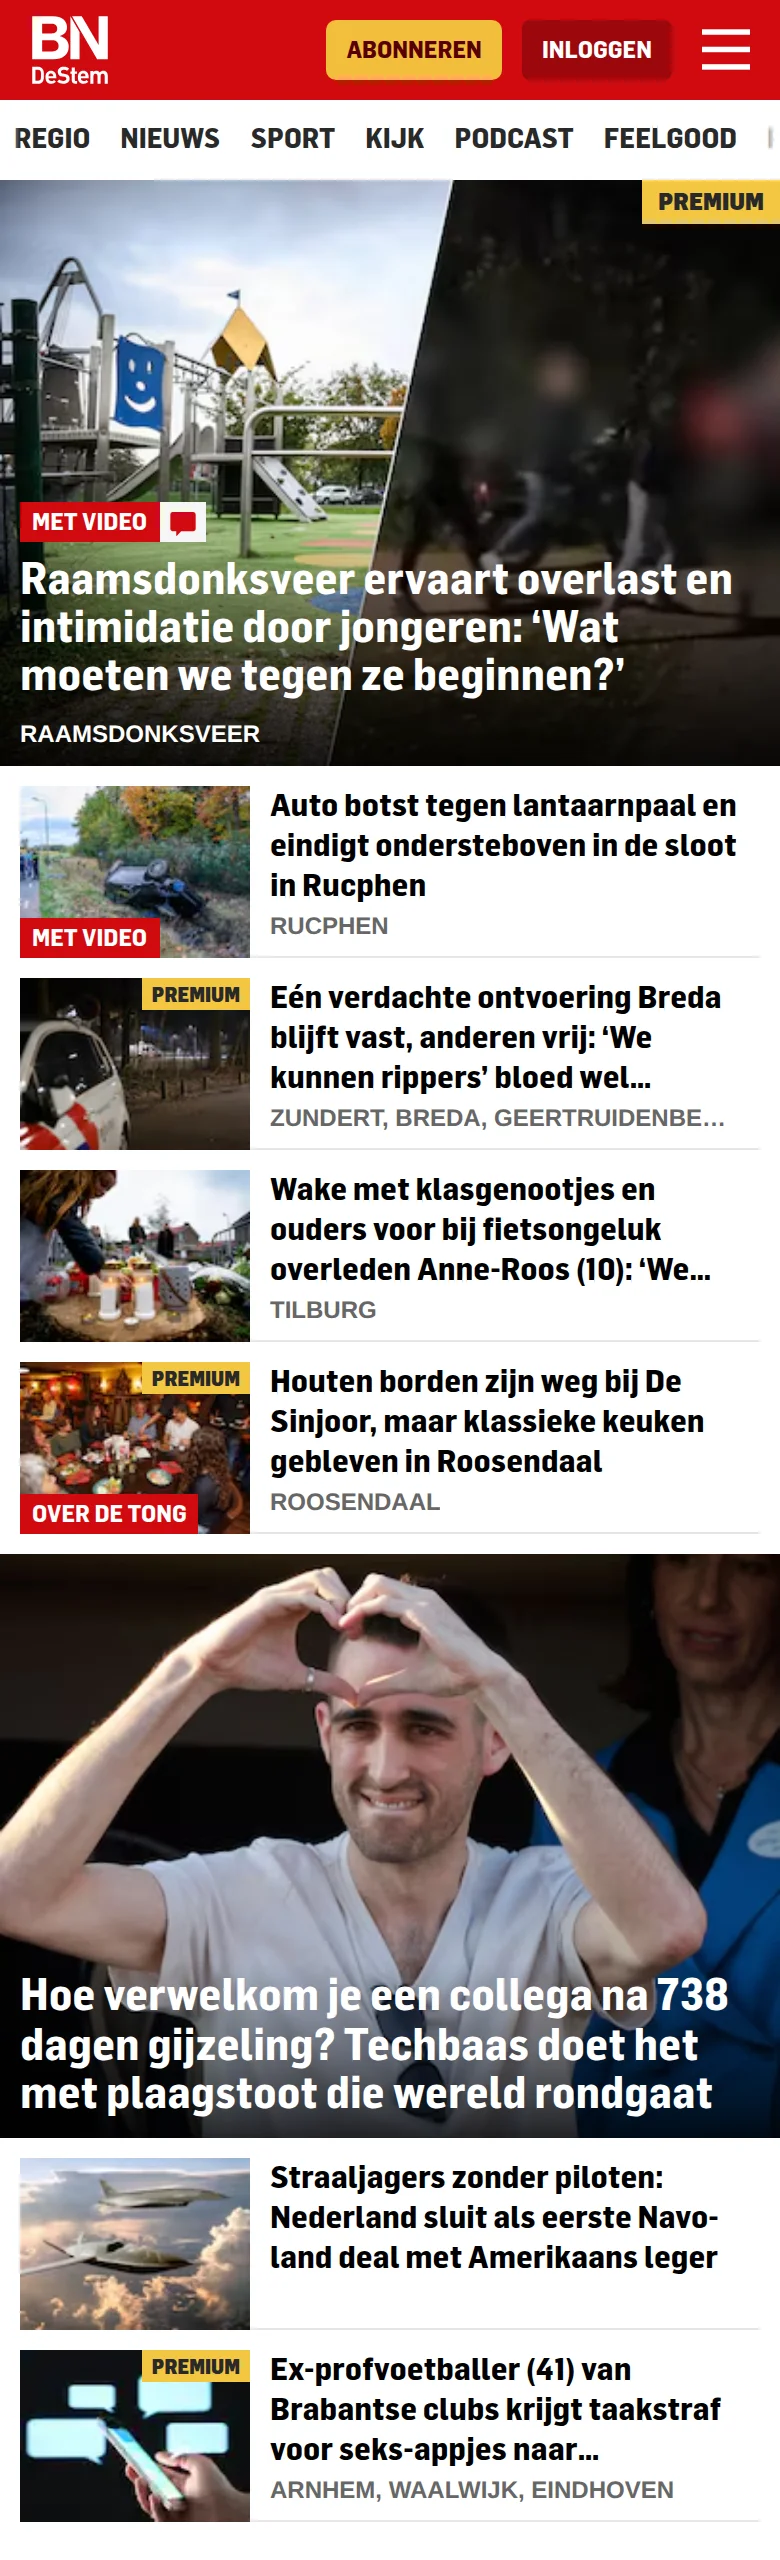 BN
DeStem
ABONNEREN
INLOGGEN
REGIO NIEUWS SPORT KIJK PODCAST FEELGOOD
PREMIUM
MET VIDEO
Raamsdonksveer ervaart overlast en
intimidatie door jongeren: ‘Wat
moeten we tegen ze beginnen?’
RAAMSDONKSVEER
Auto botst tegen lantaarnpaal en
eindigt ondersteboven in de sloot
in Rucphen
RUCPHEN
MET VIDEO
PREMIUM
Eén verdachte ontvoering Breda
blijft vast, anderen vrij: ‘We
kunnen rippers’ bloed wel...
ZUNDERT, BREDA, GEERTRUIDENBE...
Wake met klasgenootjes en
ouders voor bij fietsongeluk
overleden Anne-Roos (10): ‘We...
TILBURG
PREMIUM
OVER DE TONG
Houten borden zijn weg bij De
Sinjoor, maar klassieke keuken
gebleven in Roosendaal
ROOSENDAAL
Hoe verwelkom je een collega na 738
dagen gijzeling? Techbaas doet het
met plaagstoot die wereld rondgaat
Straaljagers zonder piloten:
Nederland sluit als eerste Navo-
land deal met Amerikaans leger
PREMIUM
Ex-profvoetballer (41) van
Brabantse clubs krijgt taakstraf
voor seks-appjes naar...
ARNHEM, WAALWIJK, EINDHOVEN